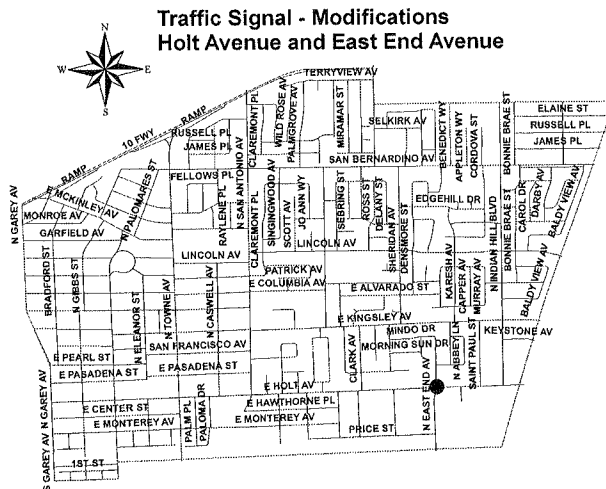 Traffic Signal - Modifications
Holt Avenue and East End Avenue
N
W
E
S
TERRYVIEW AV
RAMP
10 FWY
RAMP
RUSSELL PL
JAMES PL
CLAREMONT PL
WILD ROSE AV
PALMGROVE AV
MIRAMAR ST
SELKIRK AV
BENEDICT WY
APPLETON WY
CORDOVA ST
BONNIE BRAE ST
ELAINE ST
RUSSELL PL
JAMES PL
SAN BERNARDINO AV
FELLOWS PL
N SAN ANTONIO AV
N PALOMARES ST
E MCKINLEY AV
MONROE AV
GARFIELD AV
N GAREY AV
RAYLENE PL
CLAREMONT PL
SINGINGWOOD AV
SCOTT AV
JO ANN WY
SEBRING ST
ROSS ST
DELANY ST
SHERIDAN AV
DENSMORE ST
EDGEHILL DR
N INDIAN HILL BLVD
BONNIE BRAE ST
CAROL DR
DARBY AV
BALDY VIEW AV
LINCOLN AV
LINCOLN AV
BRADFORD ST
N GIBBS ST
PATRICK AV
E COLUMBIA AV
E ALVARADO ST
KARESH AV
CAPPER AV
MURRAY AV
BALDY VIEW AV
N ELEANOR ST
N TOWNE AV
N CASWELL AV
E KINGSLEY AV
MINDO DR
KEYSTONE AV
SAN FRANCISCO AV
CLARK AV
MORNING SUN DR
N ABBEY LN
SAINT PAUL ST
E PEARL ST
E PASADENA ST
E PASADENA ST
N GAREY AV
E HOLT AV
N EAST END AV
E CENTER ST
E HAWTHORNE PL
E MONTEREY AV
PALM PL
PALOMA DR
E MONTEREY AV
PRICE ST
S GAREY AV
1ST ST